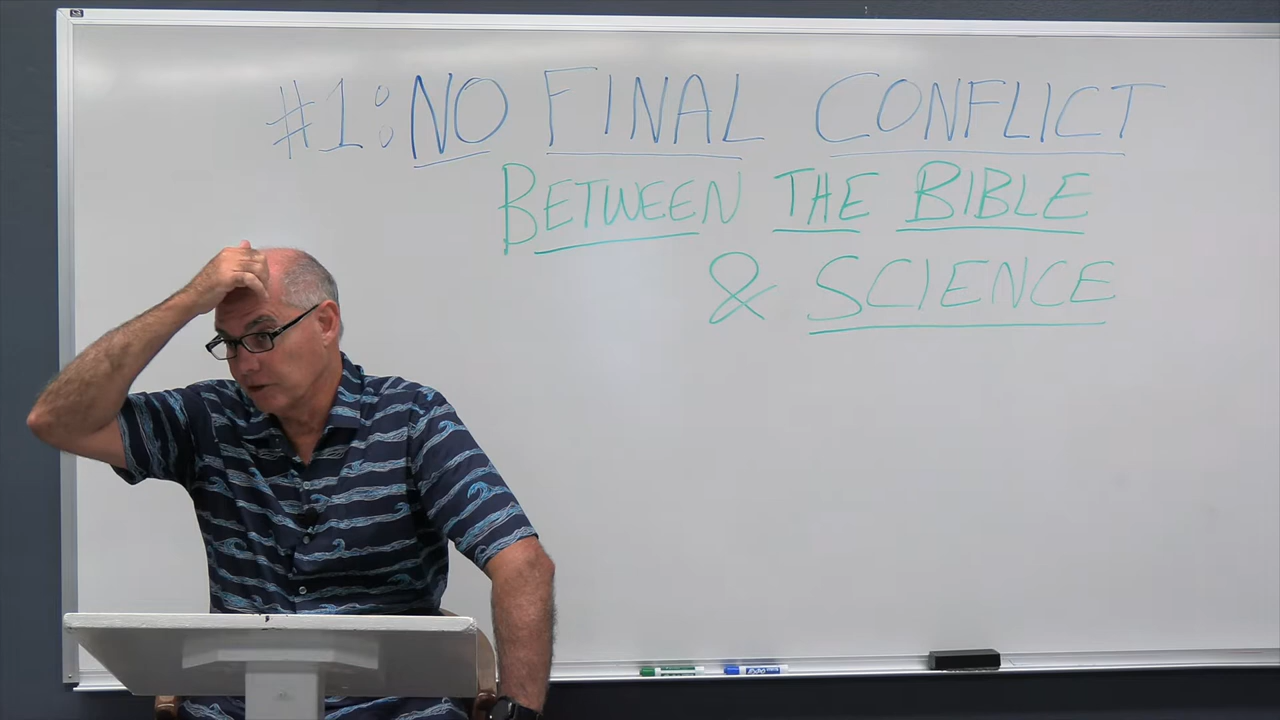 #1: NO FINAL CONFLICT
BETWEEN THE BIBLE
& SCIENCE